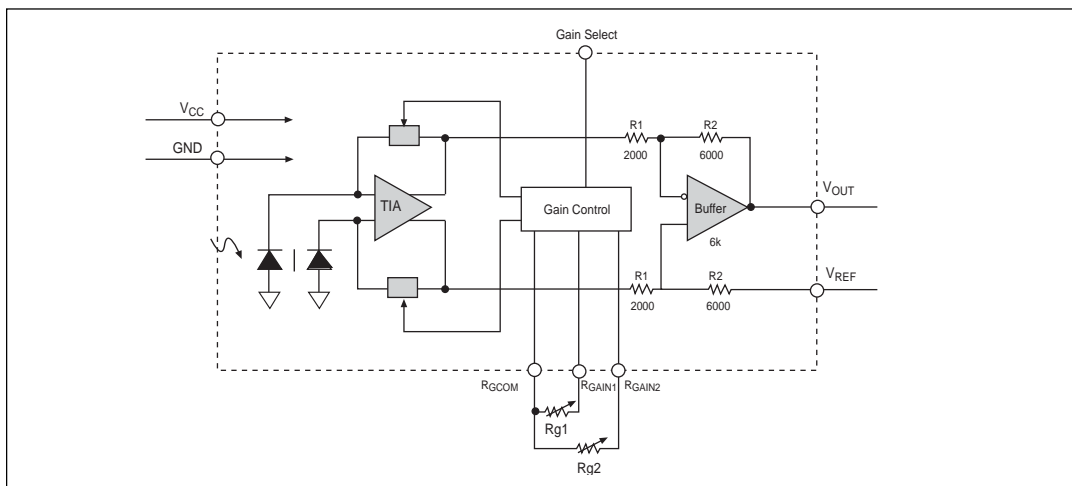 Gain Select
VCC
GND
R1
R2
2000
6000
TIA
Gain Control
Buffer
6k
VOUT
R1
R2
VREF
2000
6000
RGCOM
RGAIN1
RGAIN2
Rg1
Rg2